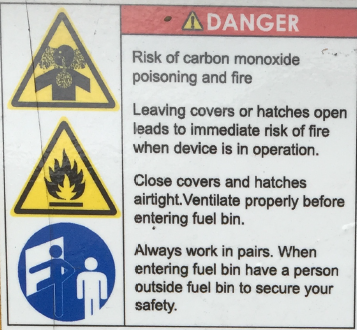 DANGER
Risk of carbon monoxide
poisoning and fire
Leaving covers or hatches open
leads to immediate risk of fire
when device is in operation.
Close covers and hatches
airtight.Ventilate properly before
entering fuel bin.
Always work in pairs. When
entering fuel bin have a person
outside fuel bin to secure your
safety.